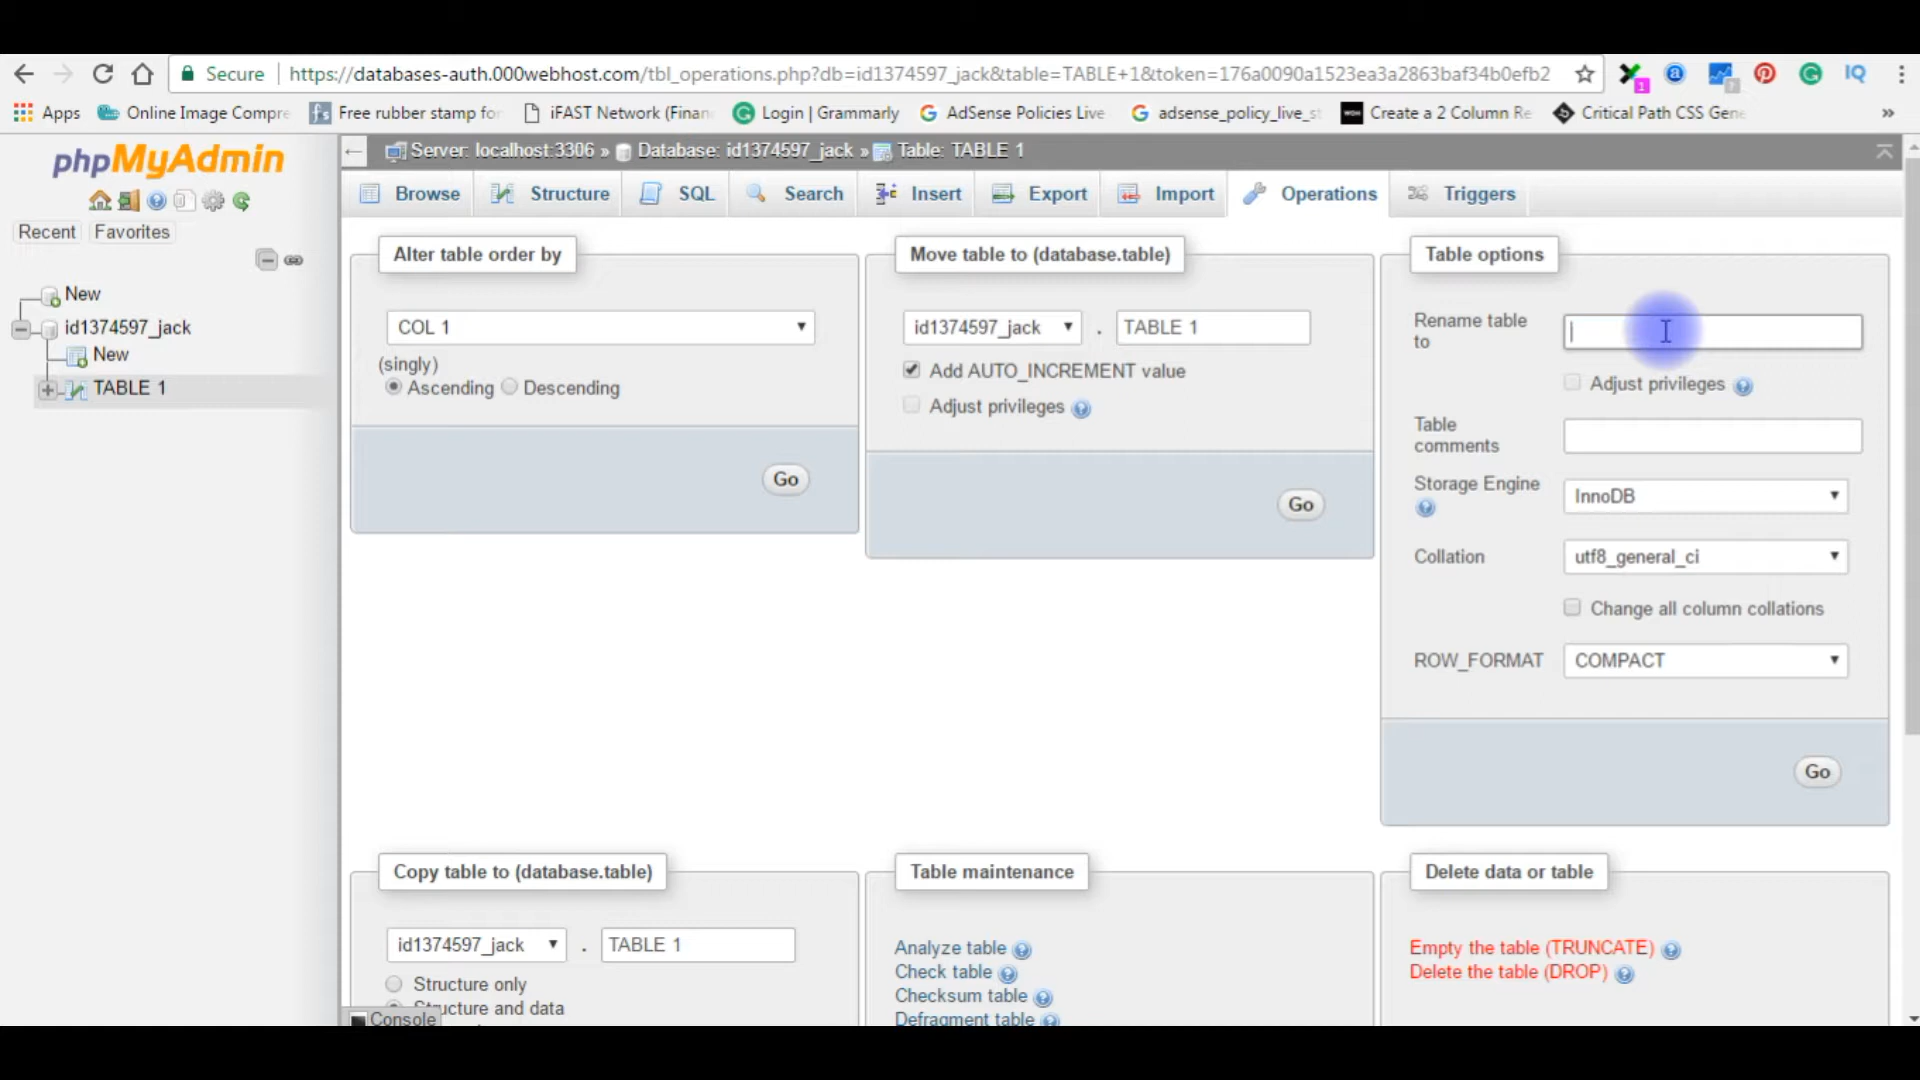 Secure https://databases-auth.000webhost.com/tbl_operations.php?db=id1374597_jack&table=TABLE+1&token=176a0090a1523ea3a2863baf34b0efb2
Apps Online Image Compre Free rubber stamp fo iFAST Network (Finan Login | Grammarly AdSense Policies Live adsense_policy_live_s Create a 2 Column Re Critical Path CSS Gene »
phpMyAdmin
Recent Favorites
New
id1374597_jack
New
TABLE 1
Server: localhost:3306 » Database: id1374597_jack » Table: TABLE 1
Browse Structure SQL Search Insert Export Import Operations Triggers
Alter table order by
COL 1
(singly)
Ascending Descending
Go
Move table to (database.table)
id1374597_jack . TABLE 1
Add AUTO_INCREMENT value
Adjust privileges
Go
Table options
Rename table
to
Adjust privileges
Table
comments
Storage Engine InnoDB
Collation utf8_general_ci
Change all column collations
ROW_FORMAT COMPACT
Go
Copy table to (database.table)
id1374597_jack . TABLE 1
Structure only
Structure and data
Console
Table maintenance
Analyze table
Check table
Checksum table
Defragment table
Delete data or table
Empty the table (TRUNCATE)
Delete the table (DROP)